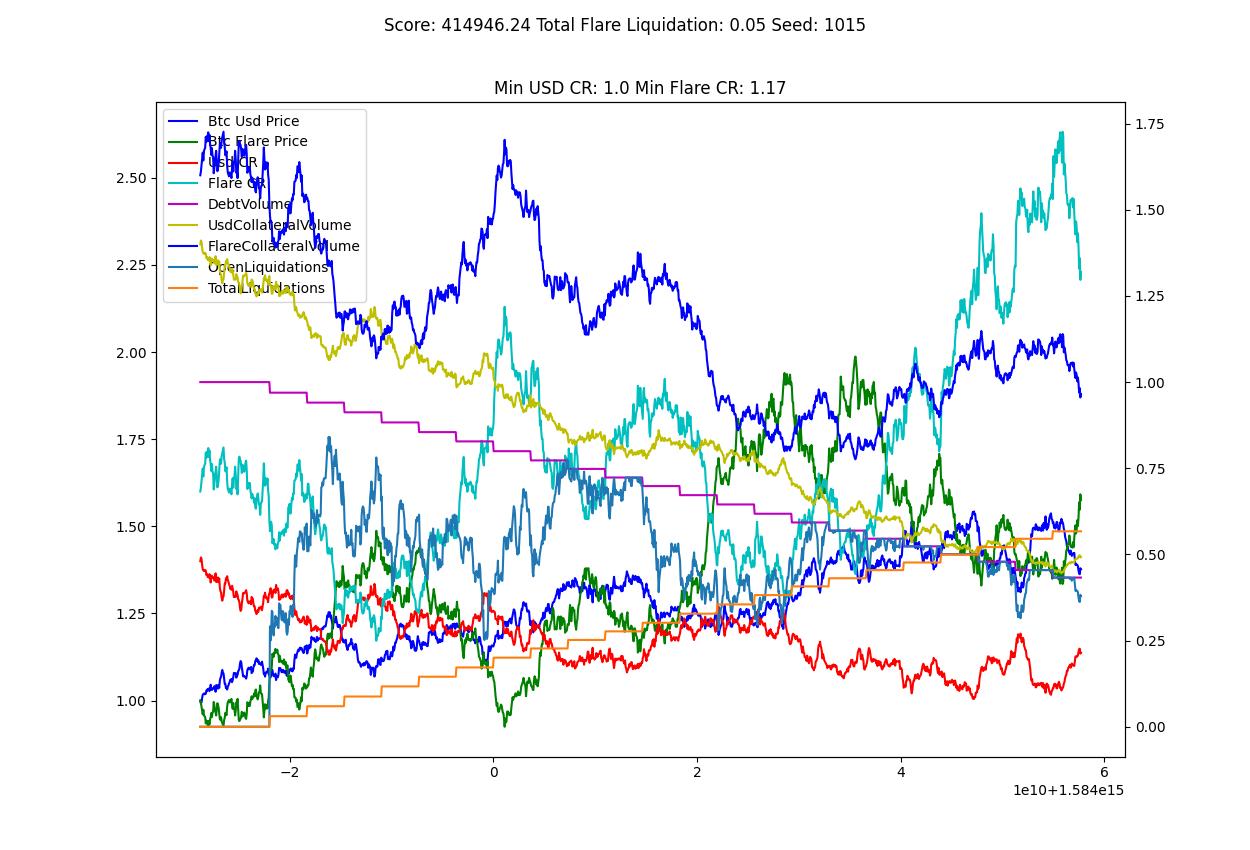 Score: 414946.24 Total Flare Liquidation: 0.05 Seed: 1015
Min USD CR: 1.0 Min Flare CR: 1.17
Btc Usd Price
Btc Flare Price
Usd CR
Flare CR
DebtVolume
UsdCollateralVolume
FlareCollateralVolume
OpenLiquidations
TotalLiquidations
2.50
2.25
2.00
1.75
1.50
1.25
1.00
1.75
1.50
1.25
1.00
0.75
0.50
0.25
0.00
−2
0
2
4
6
1e10+1.584e15